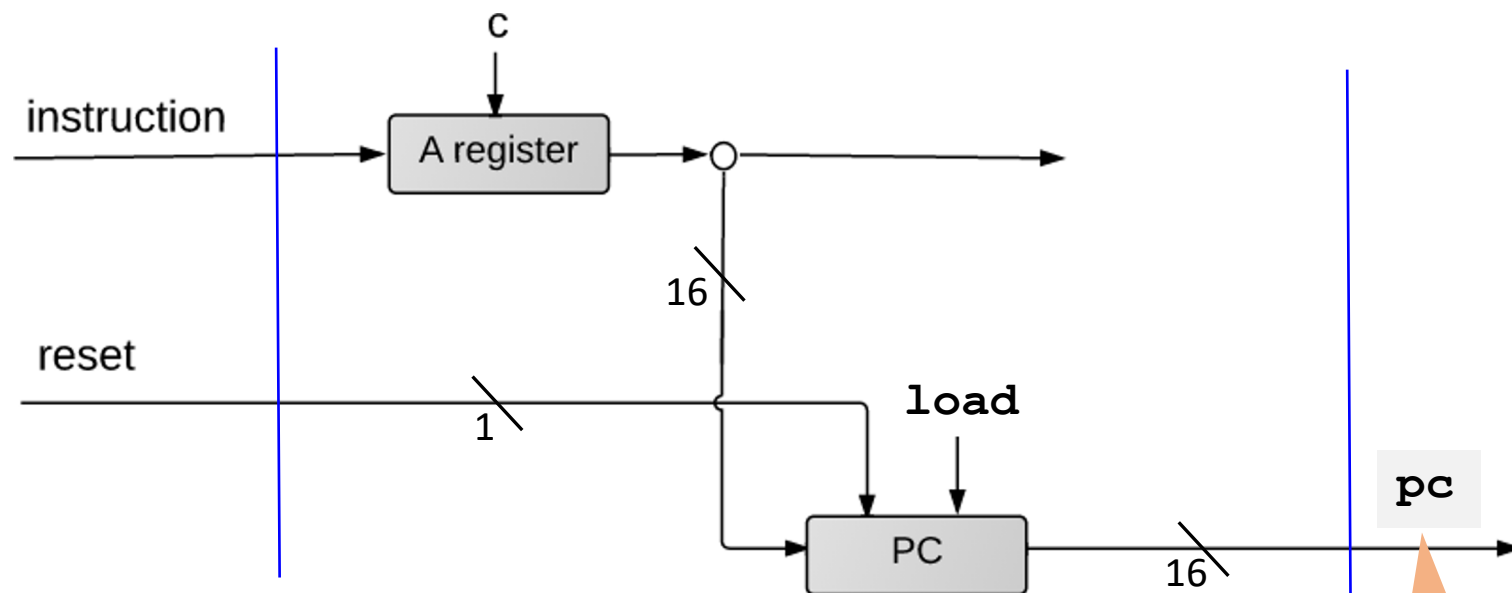 c
instruction
A register
16
reset
1
load
pc
PC
16